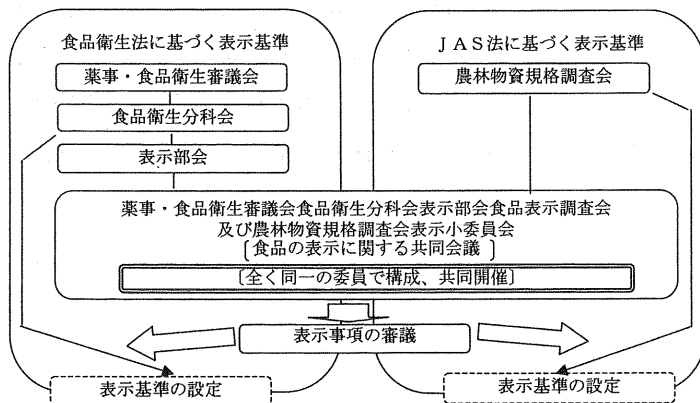 食品衛生法に基づく表示基準
薬事・食品衛生審議会
食品衛生分科会
表示部会
JAS法に基づく表示基準
農林物資規格調査会
薬事・食品衛生審議会食品衛生分科会表示部会食品表示調査会
及び農林物資規格調査会表示小委員会
〔食品の表示に関する共同会議〕
〔全く同一の委員で構成、共同開催〕
表示事項の審議
表示基準の設定
表示基準の設定